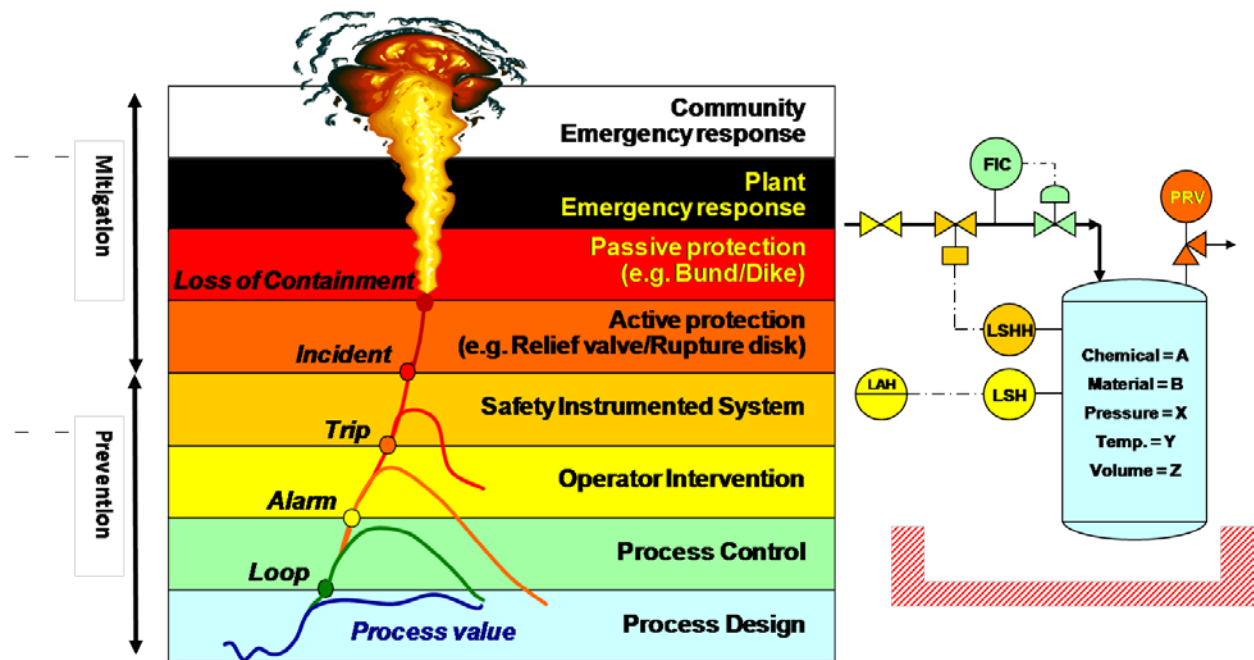 Mitigation
Prevention
Community
Emergency response
Plant
Emergency response
Passive protection
(e.g. Bund/Dike)
Loss of Containment
Active protection
(e.g. Relief valve/Rupture disk)
Incident
Safety Instrumented System
Trip
Operator Intervention
Alarm
Process Control
Loop
Process value
Process Design
FIC
PRV
LSHH
LAH
LSH
Chemical = A
Material = B
Pressure = X
Temp. = Y
Volume = Z